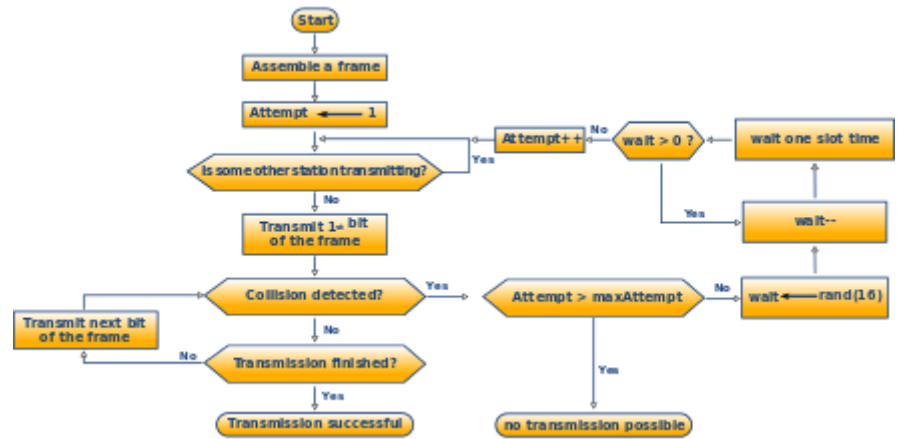 Start
Assemble a frame
Attempt ← 1
Is some other station transmitting?
Yes
No
Transmit 1st bit
of the frame
Collision detected?
Yes
No
Transmit next bit
of the frame
No
Transmission finished?
Yes
Transmission successful
Attempt > maxAttempt
No
Yes
no transmission possible
wait ← rand(16)
wait--
wait one slot time
wait > 0 ?
Yes
No
Attempt++